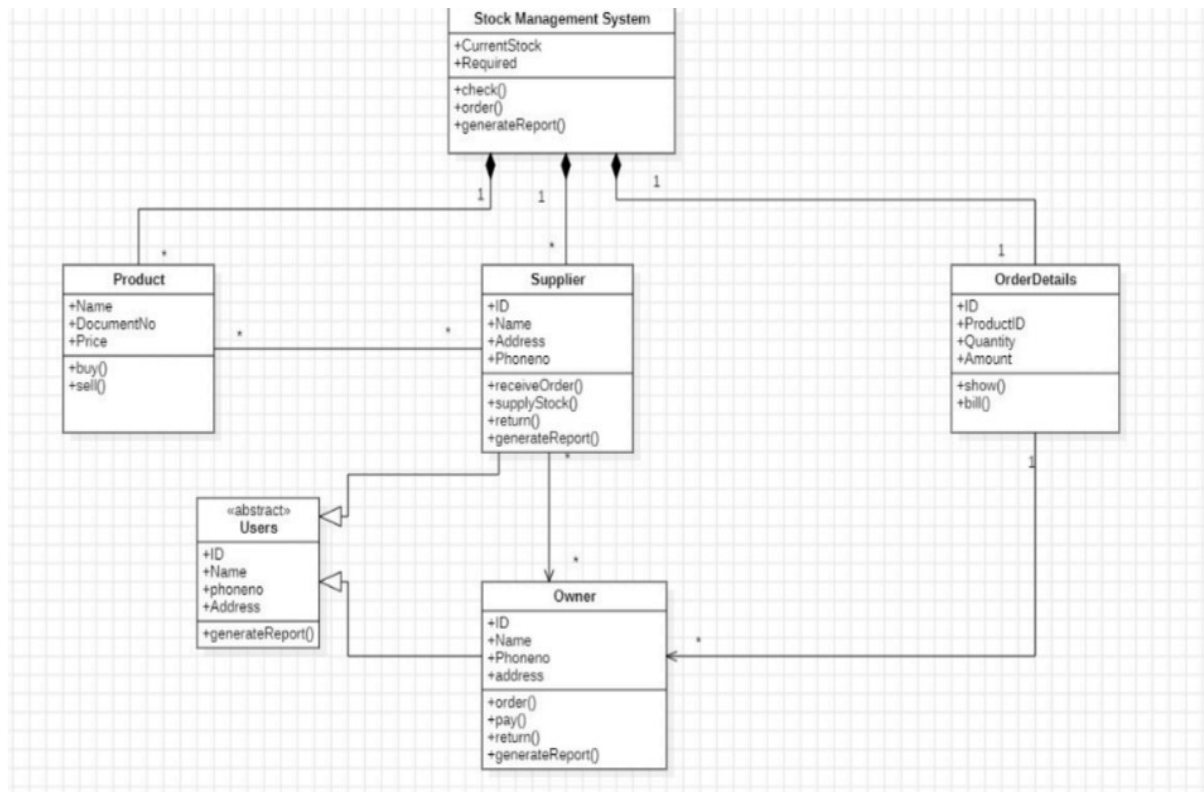 Stock Management System
+CurrentStock
+Required
+check()
+order()
+generateReport()
1
1
1
*
*
1
Product
+Name
+DocumentNo
+Price
+buy()
+sell()
*
*
Supplier
+ID
+Name
+Address
+Phoneno
+receiveOrder()
+supplyStock()
+return()
+generateReport()
OrderDetails
+ID
+ProductID
+Quantity
+Amount
+show()
+bill()
*
1
«abstract»
Users
+ID
+Name
+phoneno
+Address
+generateReport()
*
Owner
+ID
+Name
+Phoneno
+address
+order()
+pay()
+return()
+generateReport()
*